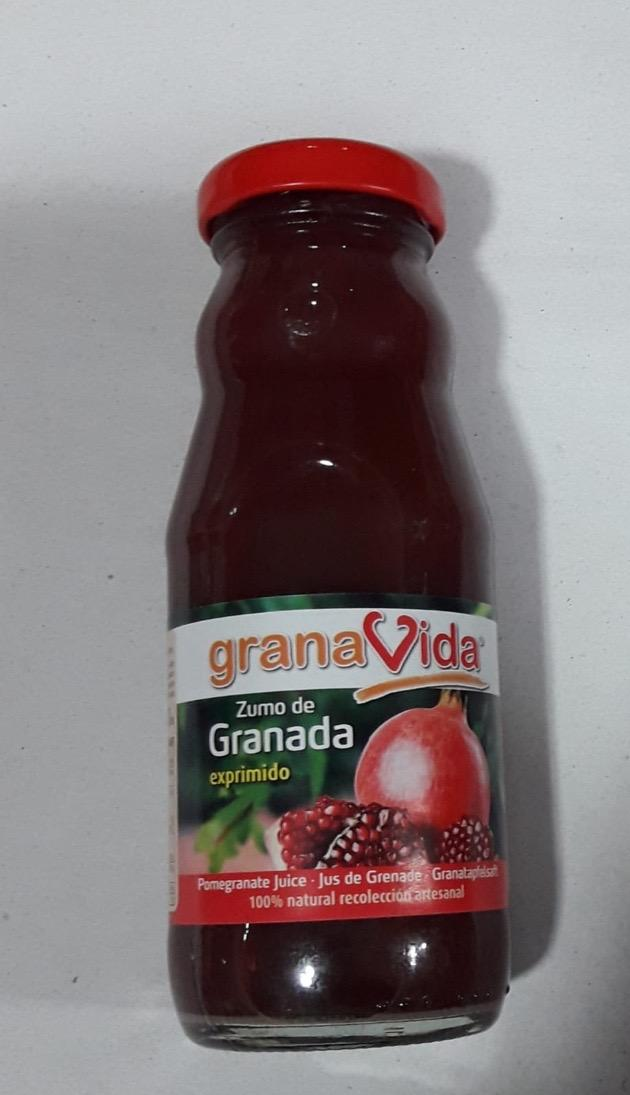 granaVida®
Zumo de
Granada
exprimido
Pomegranate Juice · Jus de Grenade · Granatapfelsaft
100% natural recolección artesanal